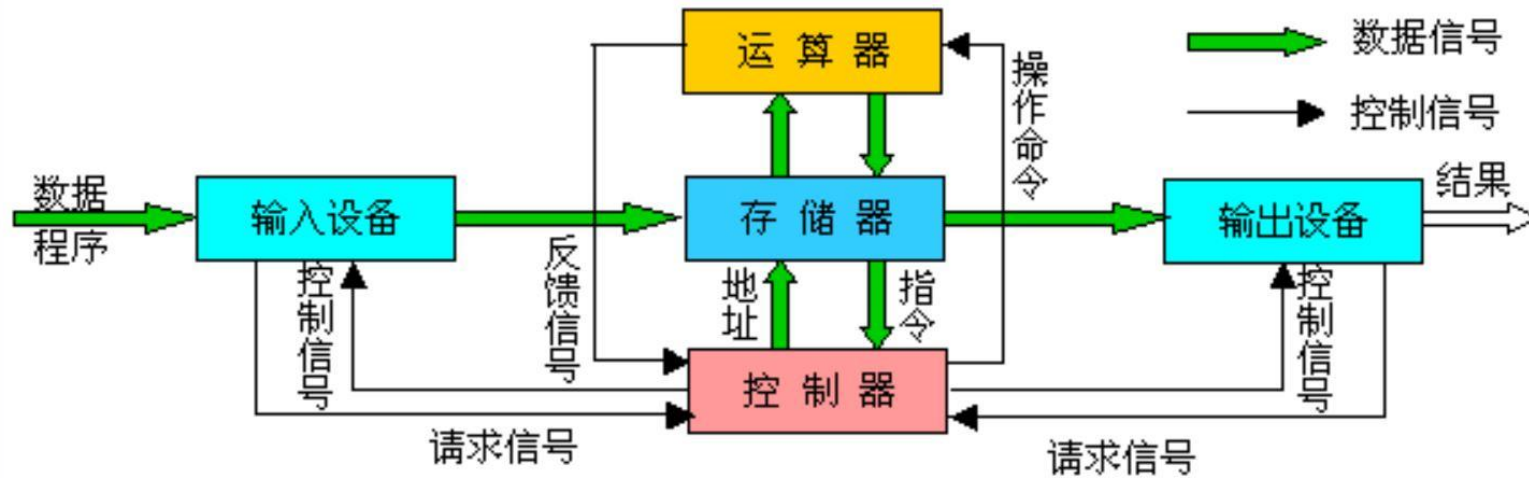 运算器
数据信号
操作命令
控制信号
数据
程序
输入设备
存储器
输出设备
结果
控制信号
反馈信号
地址
指令
控制信号
控制器
请求信号
请求信号